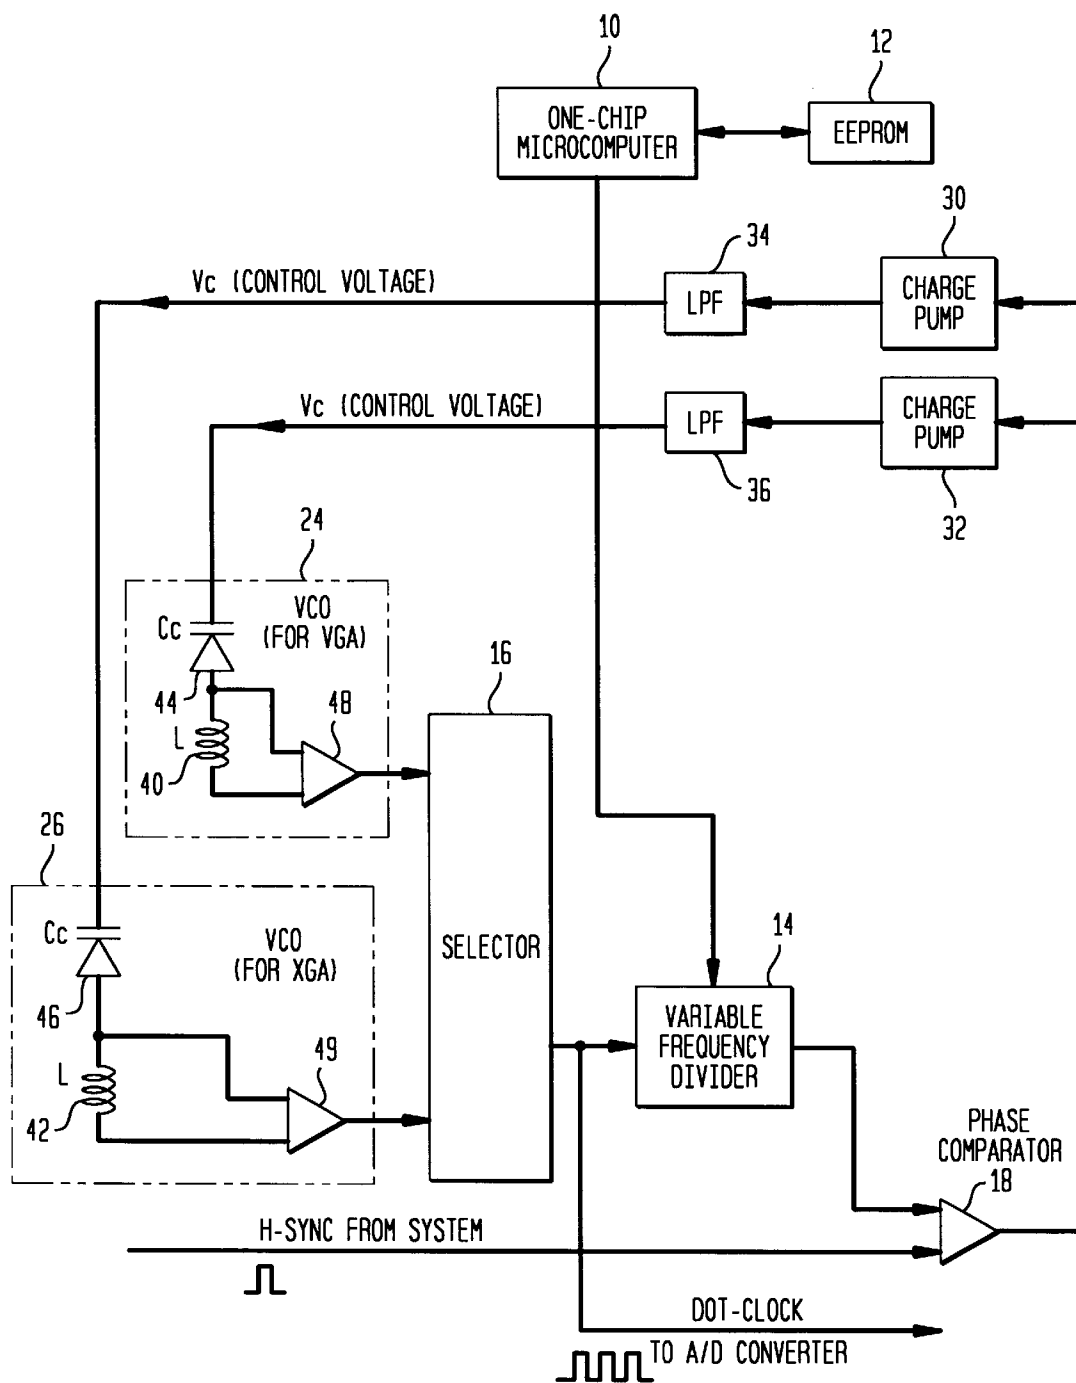 10
12
ONE-CHIP
MICROCOMPUTER
EEPROM
30
34
Vc (CONTROL VOLTAGE)
LPF
CHARGE
PUMP
Vc (CONTROL VOLTAGE)
LPF
CHARGE
PUMP
36
32
24
VCO
(FOR VGA)
Cc
44
L
40
48
16
SELECTOR
26
VCO
(FOR XGA)
Cc
46
L
42
49
14
VARIABLE
FREQUENCY
DIVIDER
PHASE
COMPARATOR
18
H-SYNC FROM SYSTEM
DOT-CLOCK
TO A/D CONVERTER